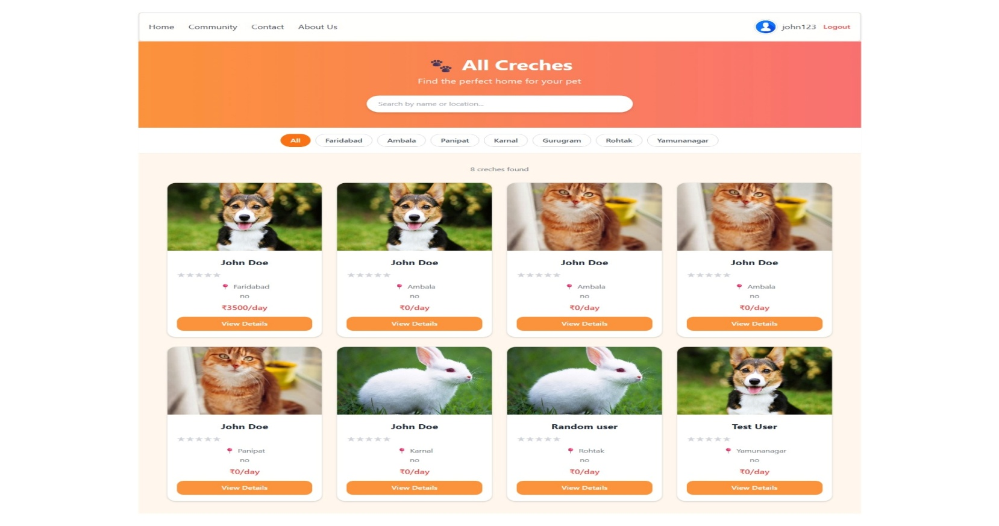 Home Community Contact About Us john123 Logout
All Creches
Find the perfect home for your pet
Search by name or location...
All Faridabad Ambala Panipat Karnal Gurugram Rohtak Yamunanagar
8 creches found
John Doe John Doe John Doe John Doe
Faridabad Ambala Ambala Ambala
no no no no
₹3500/day ₹0/day ₹0/day ₹0/day
View Details View Details View Details View Details
John Doe John Doe Random user Test User
Panipat Karnal Rohtak Yamunanagar
no no no no
₹0/day ₹0/day ₹0/day ₹0/day
View Details View Details View Details View Details